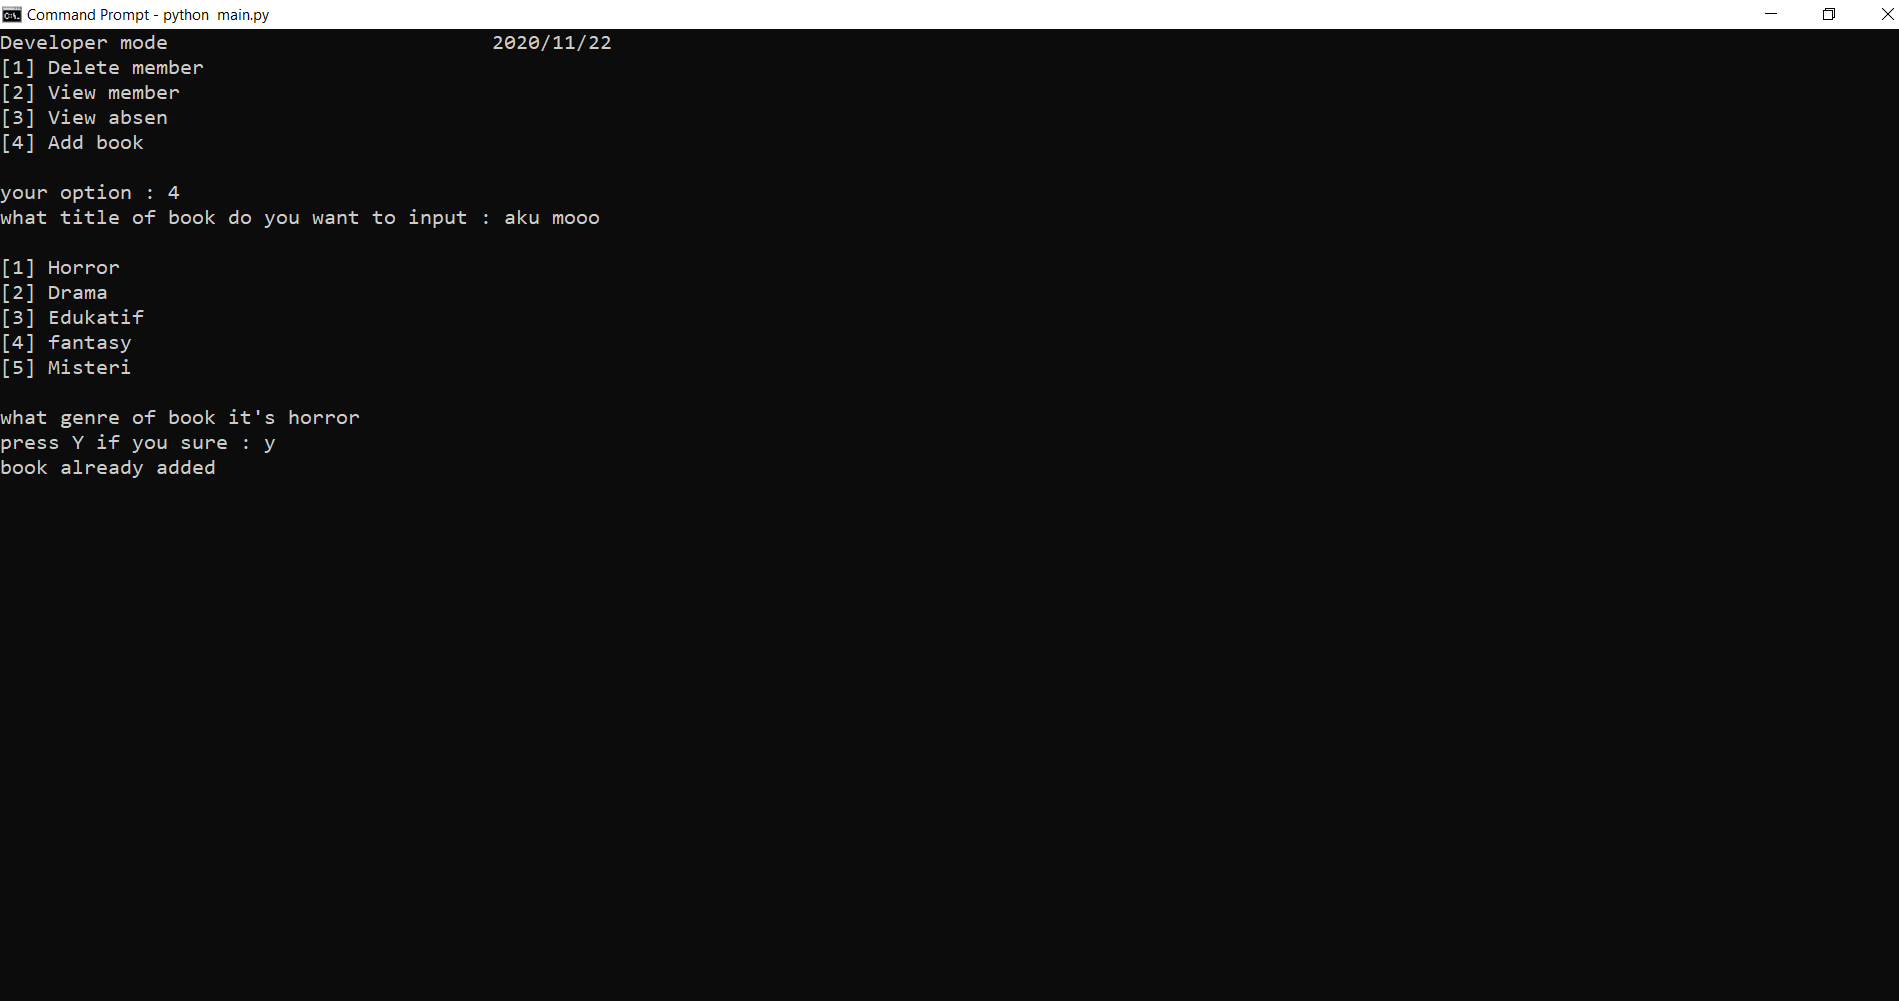 Command Prompt - python  main.py
Developer mode                           2020/11/22
[1] Delete member
[2] View member
[3] View absen
[4] Add book
your option : 4
what title of book do you want to input : aku mooo
[1] Horror
[2] Drama
[3] Edukatif
[4] fantasy
[5] Misteri
what genre of book it's horror
press Y if you sure : y
book already added